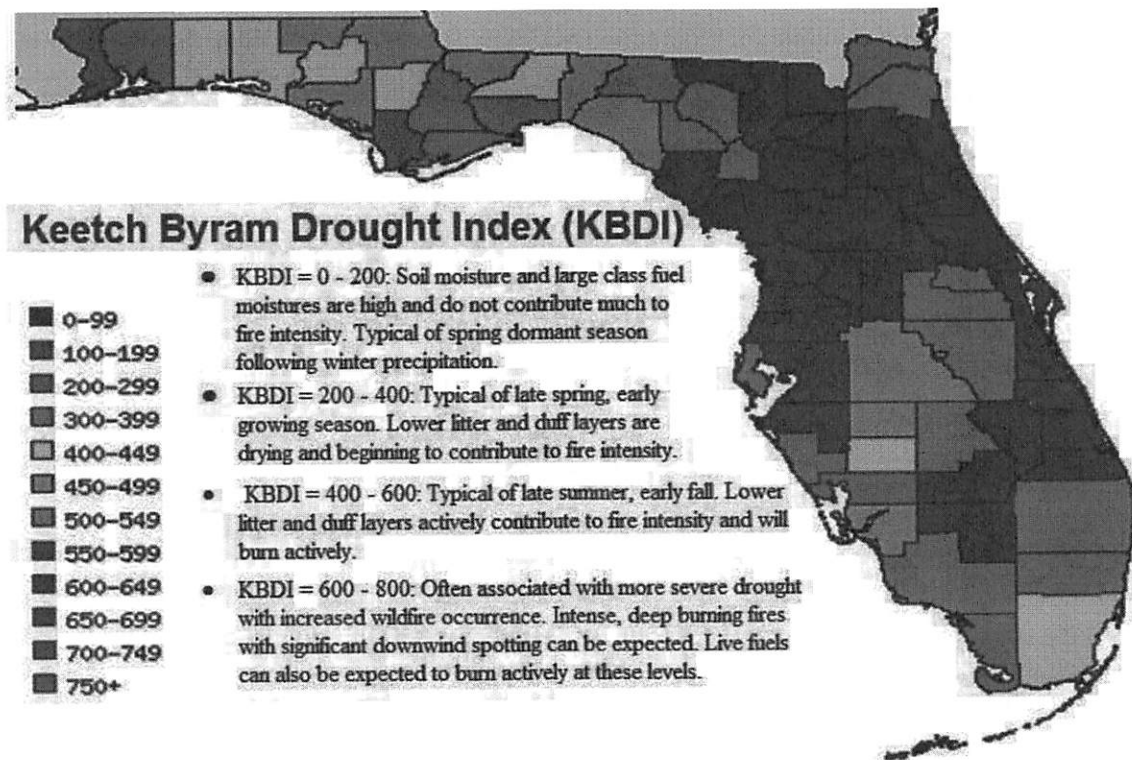 Keetch Byram Drought Index (KBDI)
0-99
100-199
200-299
300-399
400-449
450-499
500-549
550-599
600-649
650-699
700-749
750+
• KBDI = 0 - 200: Soil moisture and large class fuel
moistures are high and do not contribute much to
fire intensity. Typical of spring dormant season
following winter precipitation.
• KBDI = 200 - 400: Typical of late spring, early
growing season. Lower litter and duff layers are
drying and beginning to contribute to fire intensity.
• KBDI = 400 - 600: Typical of late summer, early fall. Lower
litter and duff layers actively contribute to fire intensity and will
burn actively.
• KBDI = 600 - 800: Often associated with more severe drought
with increased wildfire occurrence. Intense, deep burning fires
with significant downwind spotting can be expected. Live fuels
can also be expected to burn actively at these levels.